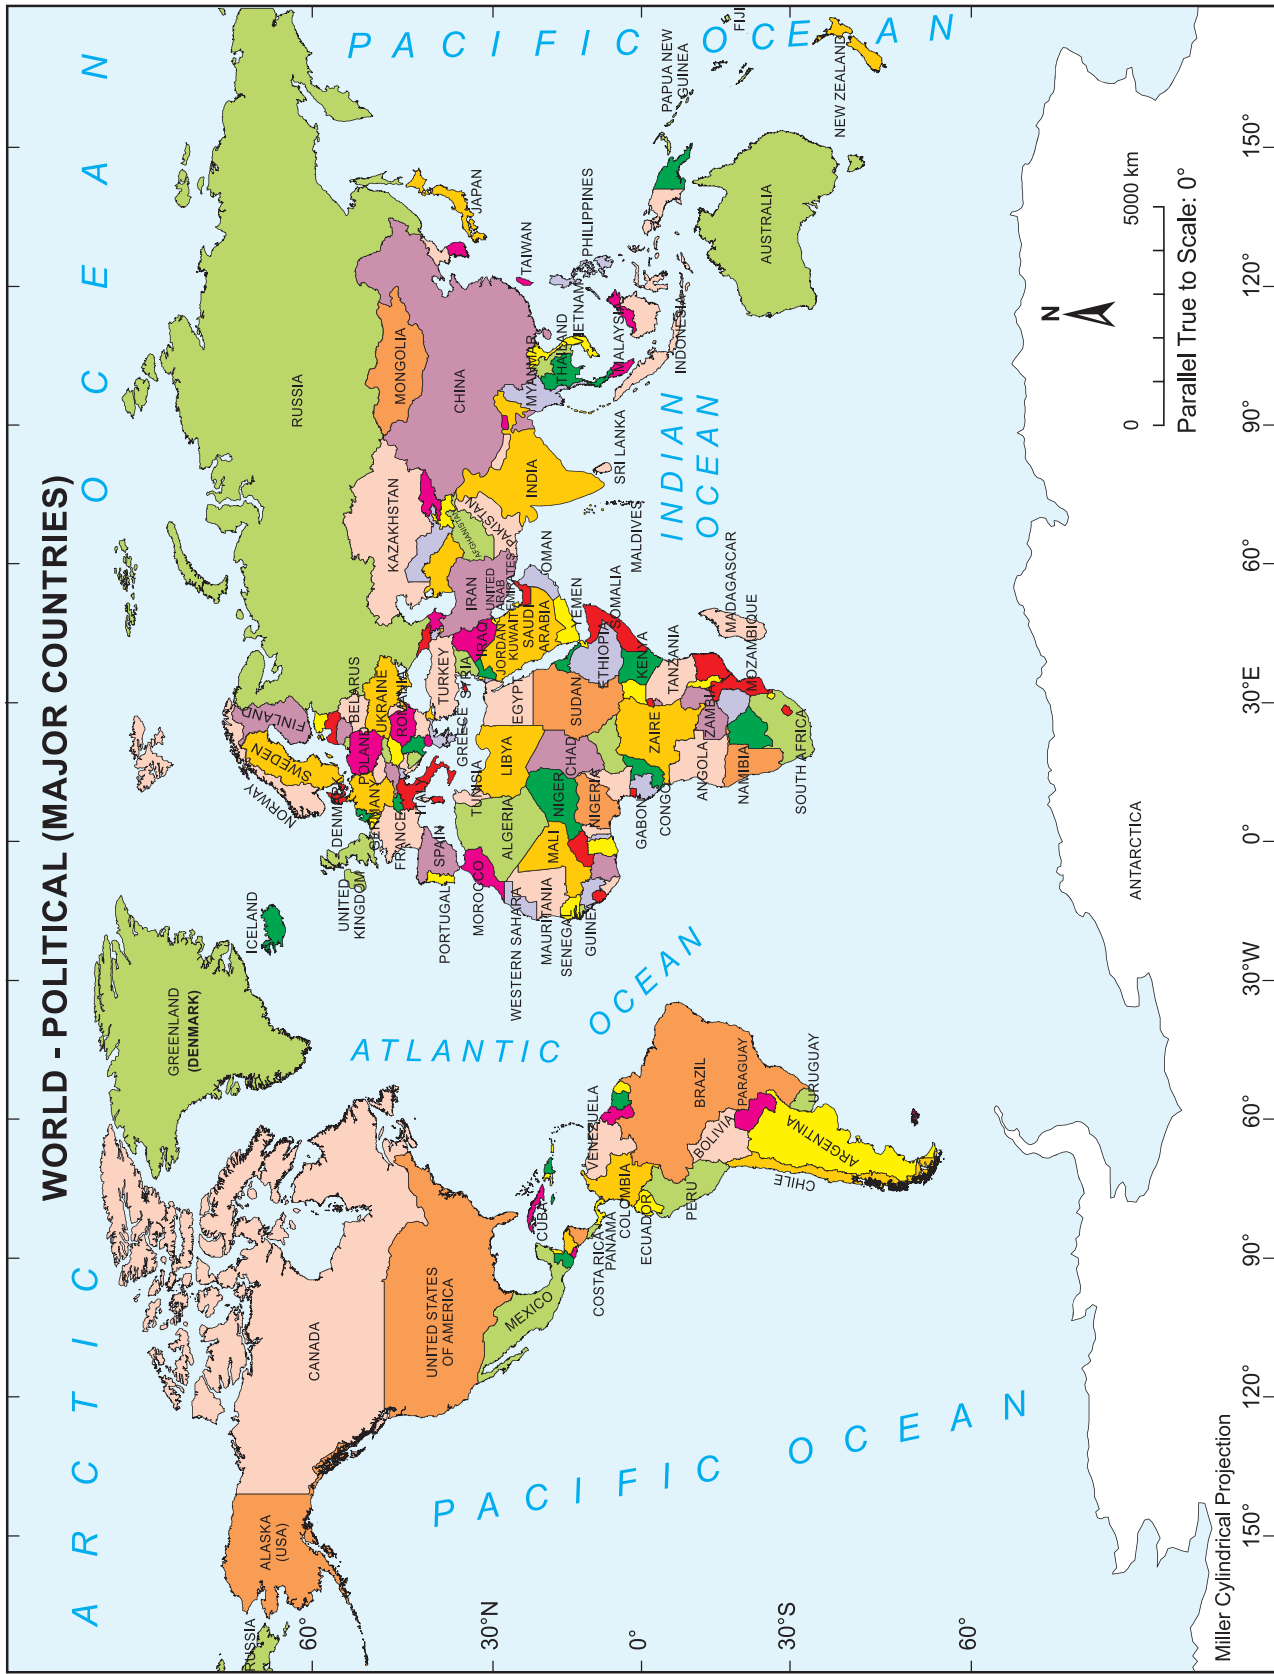 WORLD - POLITICAL (MAJOR COUNTRIES)
ARCTIC OCEAN
RUSSIA
ALASKA
(USA)
CANADA
GREENLAND
(DENMARK)
ICELAND
UNITED STATES
OF AMERICA
MEXICO
CUBA
COSTA RICA
PANAMA
VENEZUELA
COLOMBIA
ECUADOR
PERU
BRAZIL
BOLIVIA
PARAGUAY
CHILE
ARGENTINA
URUGUAY
PACIFIC OCEAN
ATLANTIC
OCEAN
NORWAY
SWEDEN
FINLAND
DENMARK
UNITED
KINGDOM
GERMANY
POLAND
BELARUS
UKRAINE
FRANCE
ROMANIA
ITALY
SPAIN
PORTUGAL
GREECE
TURKEY
SYRIA
IRAQ
IRAN
JORDAN
KUWAIT
UNITED
ARAB
EMIRATES
SAUDI
ARABIA
OMAN
YEMEN
MOROCCO
TUNISIA
ALGERIA
LIBYA
EGYPT
WESTERN SAHARA
MAURITANIA
MALI
NIGER
CHAD
SUDAN
SENEGAL
GUINEA
NIGERIA
ETHIOPIA
SOMALIA
GABON
CONGO
ZAIRE
KENYA
TANZANIA
ANGOLA
ZAMBIA
MOZAMBIQUE
MADAGASCAR
NAMIBIA
SOUTH AFRICA
RUSSIA
KAZAKHSTAN
MONGOLIA
CHINA
AFGHANISTAN
PAKISTAN
INDIA
SRI LANKA
MALDIVES
MYANMAR
THAILAND
VIETNAM
MALAYSIA
INDONESIA
PHILIPPINES
TAIWAN
JAPAN
PAPUA NEW
GUINEA
AUSTRALIA
NEW ZEALAND
FIJI
INDIAN
OCEAN
PACIFIC OCEAN
ANTARCTICA
60°
30°N
0°
30°S
60°
N
0 5000 km
Parallel True to Scale: 0°
Miller Cylindrical Projection
150° 120° 90° 60° 30°W 0° 30°E 60° 90° 120° 150°